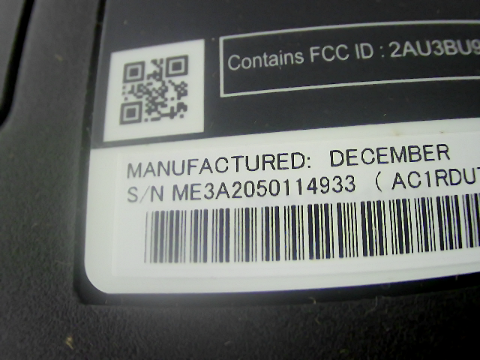 Contains FCC ID : 2AU3BU9
MANUFACTURED: DECEMBER
S/N ME3A2050114933 ( AC1RDU